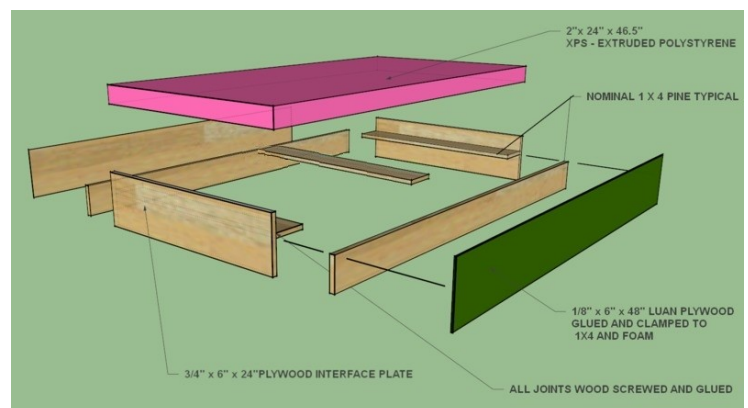 2"x 24" x 46.5"
XPS - EXTRUDED POLYSTYRENE
NOMINAL 1 X 4 PINE TYPICAL
1/8" x 6" x 48" LUAN PLYWOOD
GLUED AND CLAMPED TO
1X4 AND FOAM
3/4" x 6" x 24"PLYWOOD INTERFACE PLATE
ALL JOINTS WOOD SCREWED AND GLUED